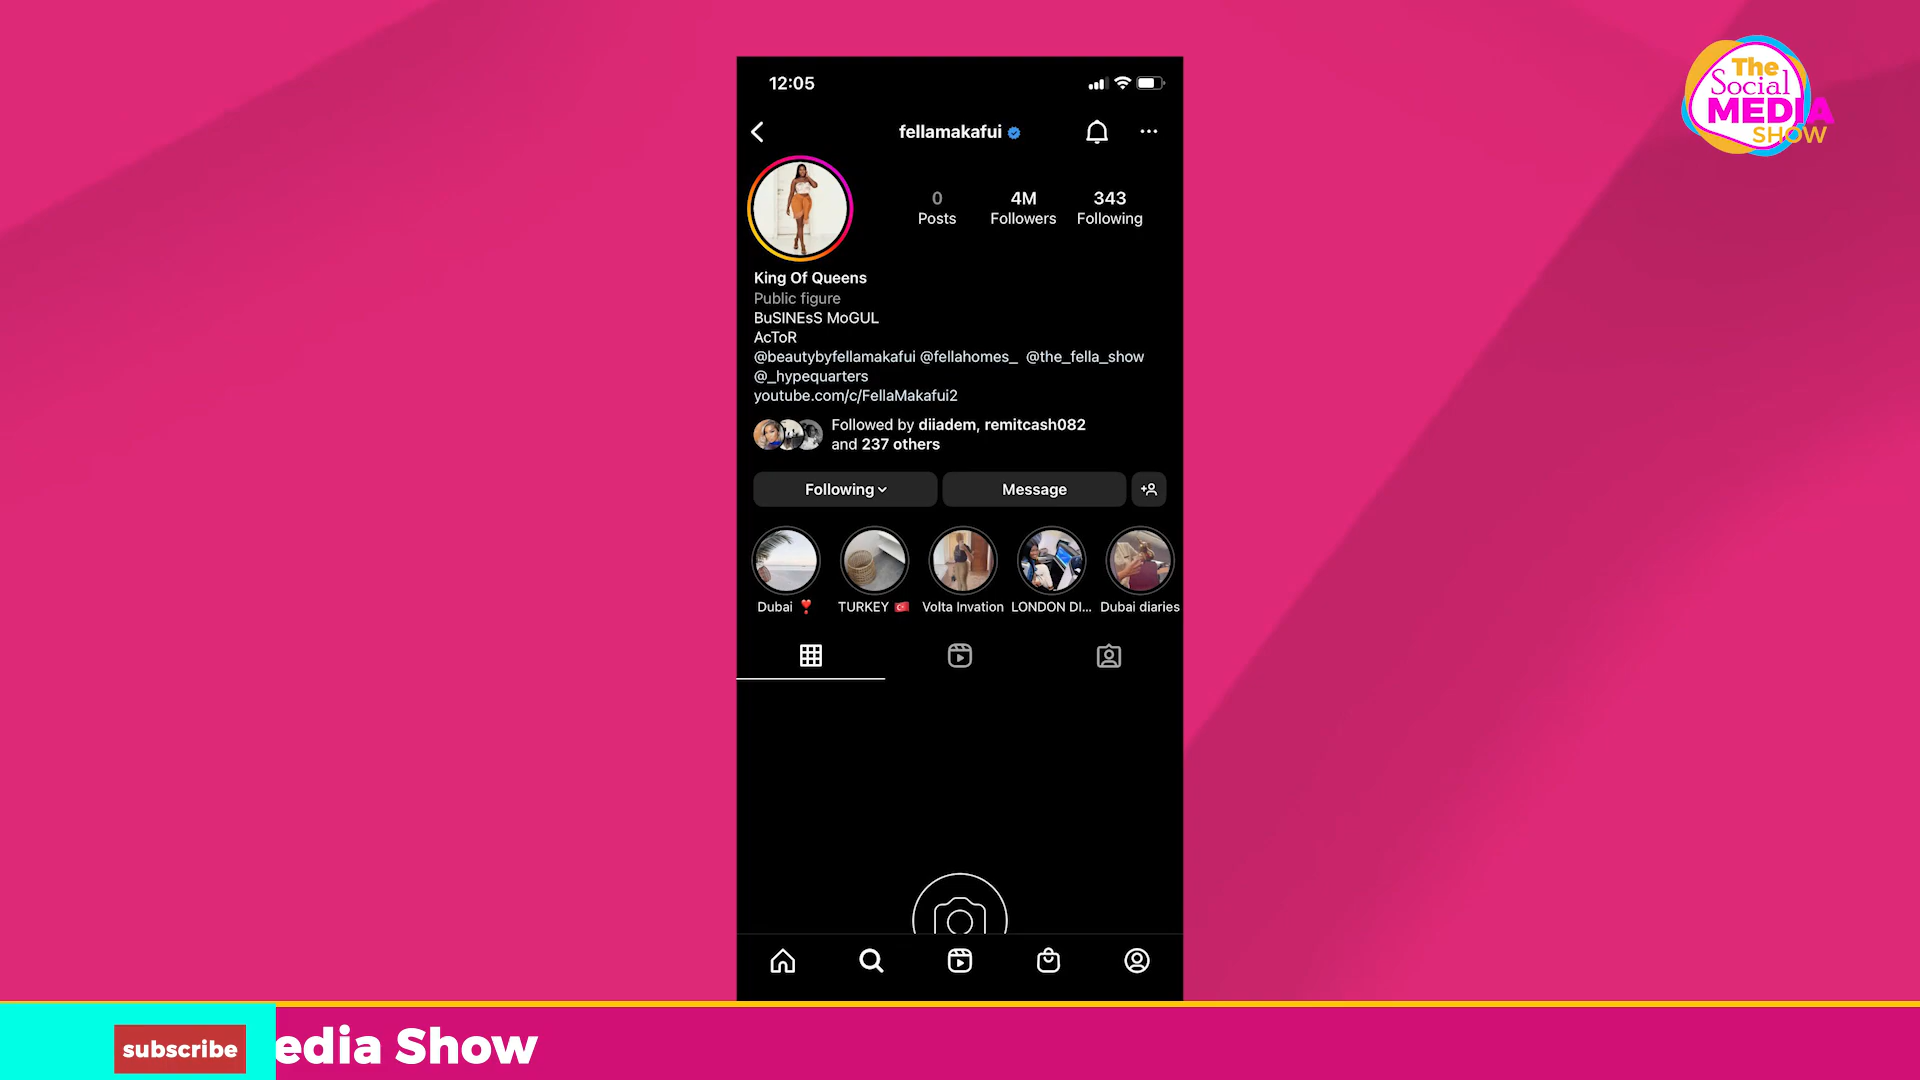 The
Social
MEDIA
SHOW
12:05
fellamakafui
0
4M
343
Posts
Followers
Following
King Of Queens
Public figure
BuSINEsS MoGUL
AcToR
@beautybyfellamakafui @fellahomes_ @the_fella_show
@_hypequarters
youtube.com/c/FellaMakafui2
Followed by diiadem, remitcash082
and 237 others
Following
Message
Dubai ❣️
TURKEY 🇹🇷
Volta Invation
LONDON DI...
Dubai diaries
subscribe
edia Show